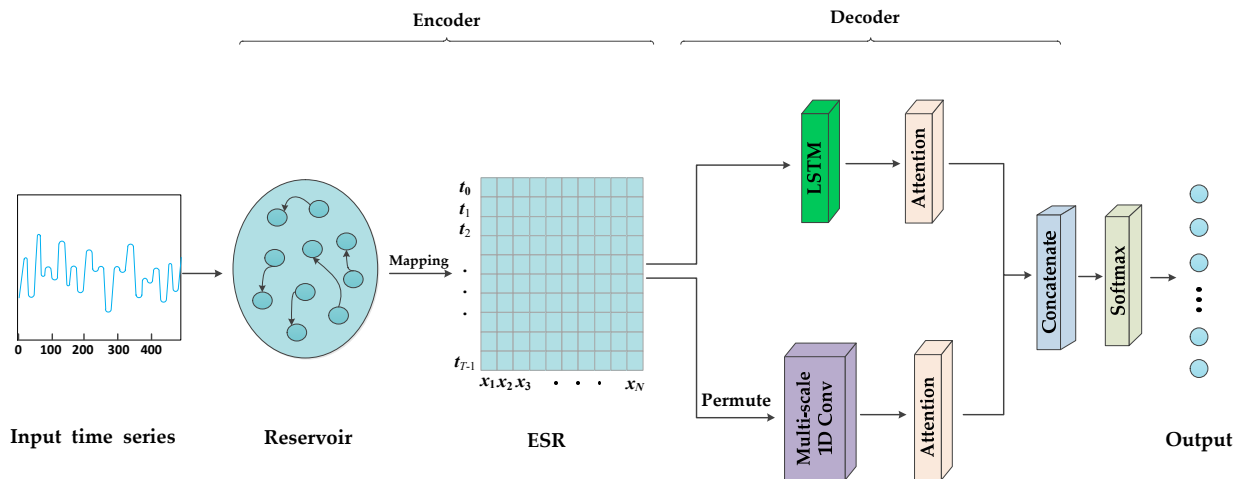 Encoder
Decoder
t0
t1
t2
tT-1
x1 x2 x3
xN
0 100 200 300 400
Mapping
Permute
LSTM
Attention
Multi-scale
1D Conv
Attention
Concatenate
Softmax
Input time series
Reservoir
ESR
Output